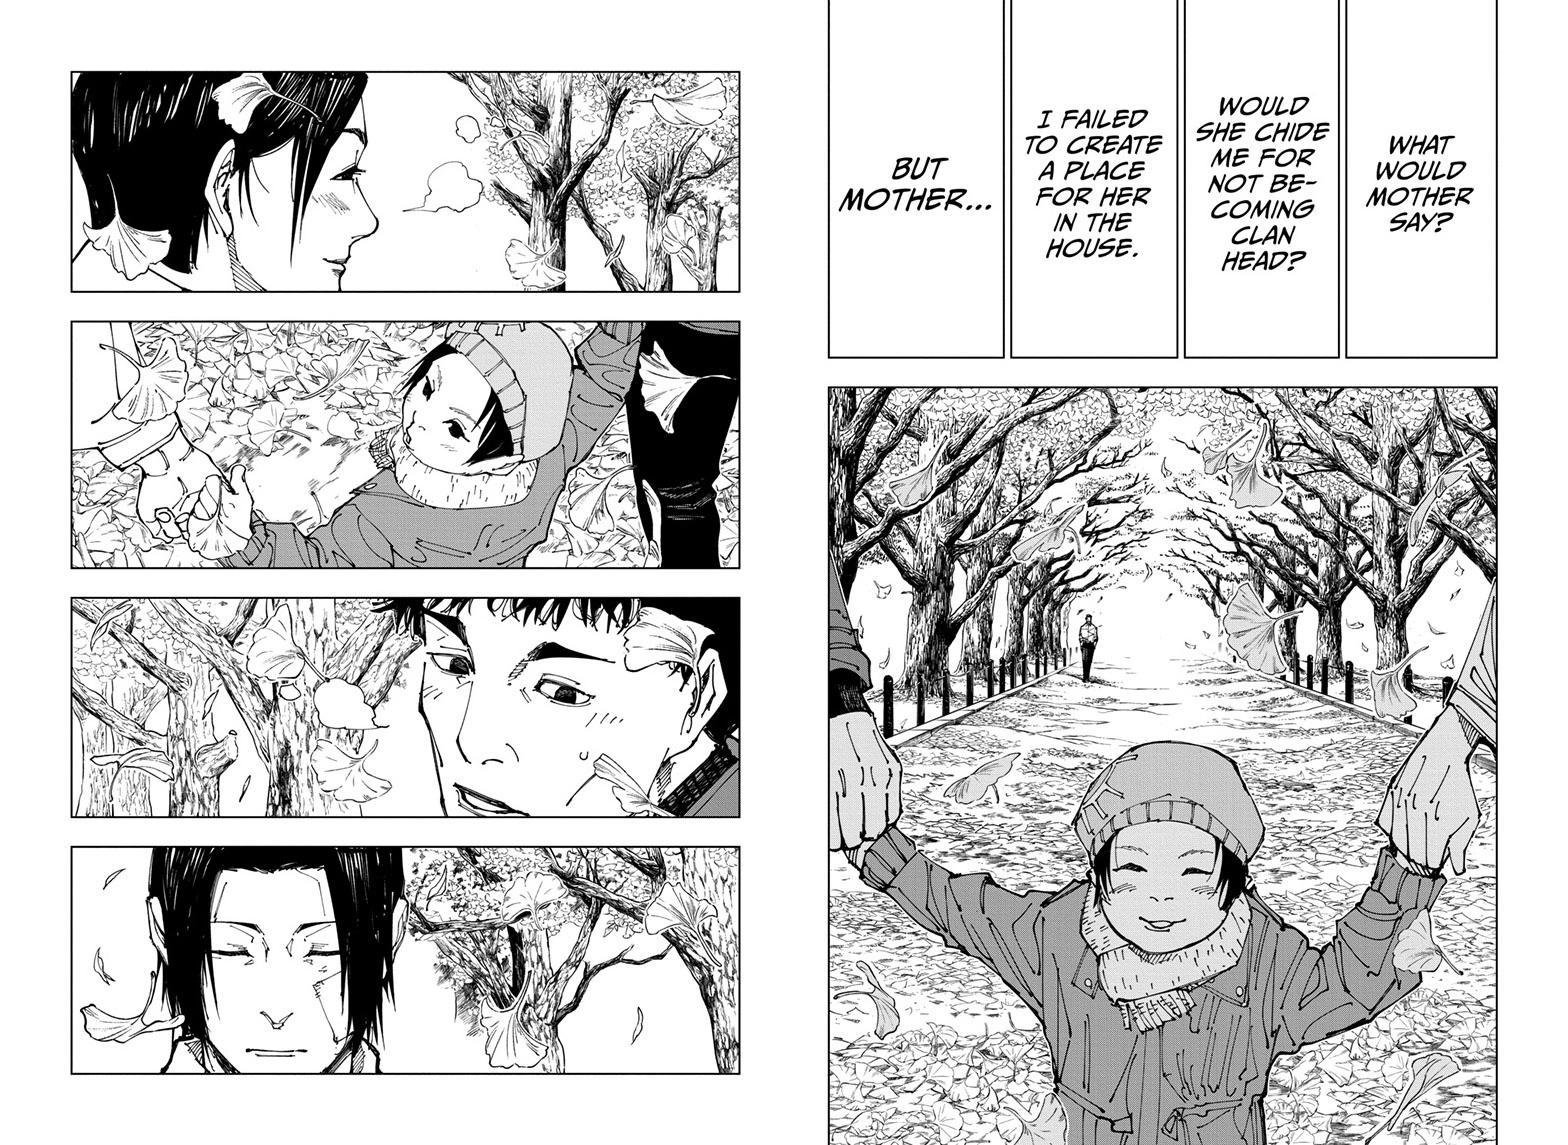 WHAT
WOULD
MOTHER
SAY?
WOULD
SHE CHIDE
ME FOR
NOT BE-
COMING
CLAN
HEAD?
I FAILED
TO CREATE
A PLACE
FOR HER
IN THE
HOUSE.
BUT
MOTHER...